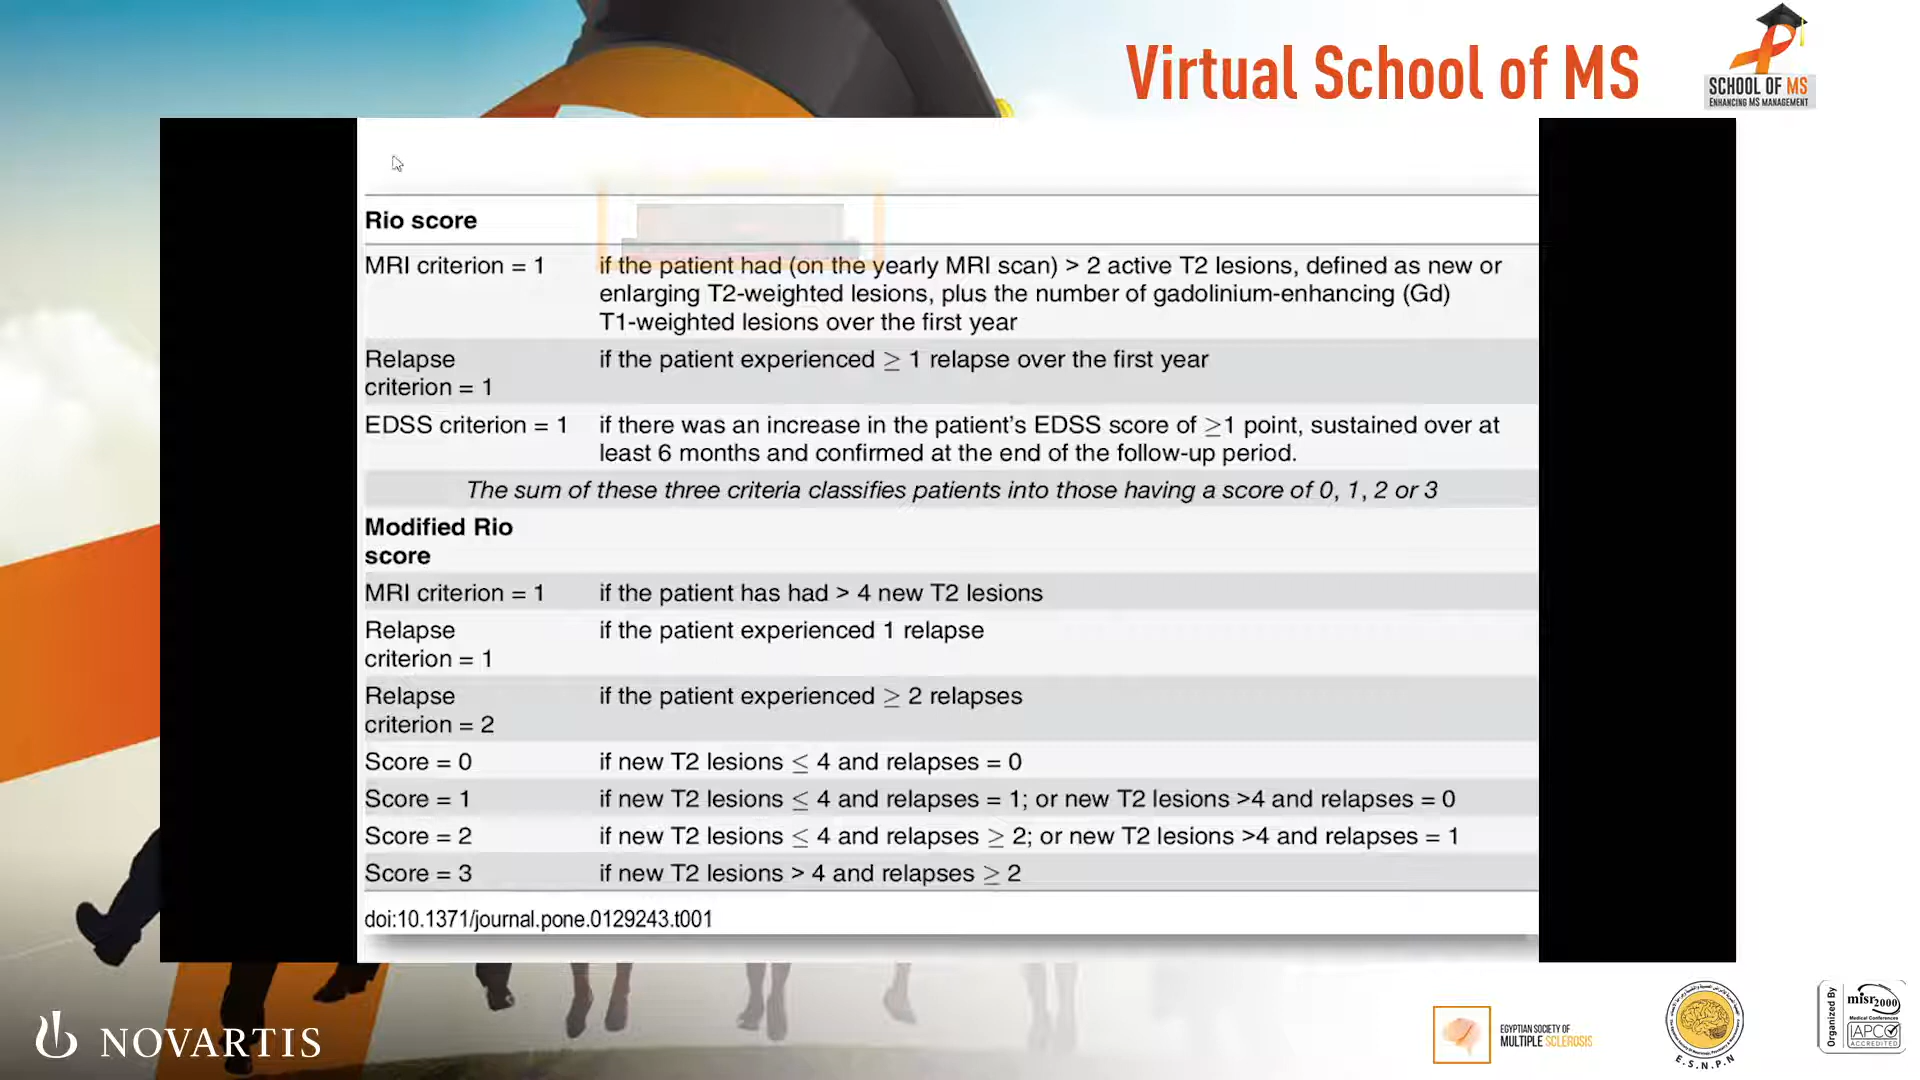 Virtual School of MS
SCHOOL OF MS
ENHANCING MS MANAGEMENT
Rio score
MRI criterion = 1 if the patient had (on the yearly MRI scan) > 2 active T2 lesions, defined as new or
enlarging T2-weighted lesions, plus the number of gadolinium-enhancing (Gd)
T1-weighted lesions over the first year
Relapse if the patient experienced ≥ 1 relapse over the first year
criterion = 1
EDSS criterion = 1 if there was an increase in the patient's EDSS score of ≥1 point, sustained over at
least 6 months and confirmed at the end of the follow-up period.
The sum of these three criteria classifies patients into those having a score of 0, 1, 2 or 3
Modified Rio
score
MRI criterion = 1 if the patient has had > 4 new T2 lesions
Relapse if the patient experienced 1 relapse
criterion = 1
Relapse if the patient experienced ≥ 2 relapses
criterion = 2
Score = 0 if new T2 lesions ≤ 4 and relapses = 0
Score = 1 if new T2 lesions ≤ 4 and relapses = 1; or new T2 lesions >4 and relapses = 0
Score = 2 if new T2 lesions ≤ 4 and relapses ≥ 2; or new T2 lesions >4 and relapses = 1
Score = 3 if new T2 lesions > 4 and relapses ≥ 2
doi:10.1371/journal.pone.0129243.t001
NOVARTIS
EGYPTIAN SOCIETY OF
MULTIPLE SCLEROSIS
E.S.N.P.N
Organized By
misr2000
Medical Conferences
IAPCO
ACCREDITED